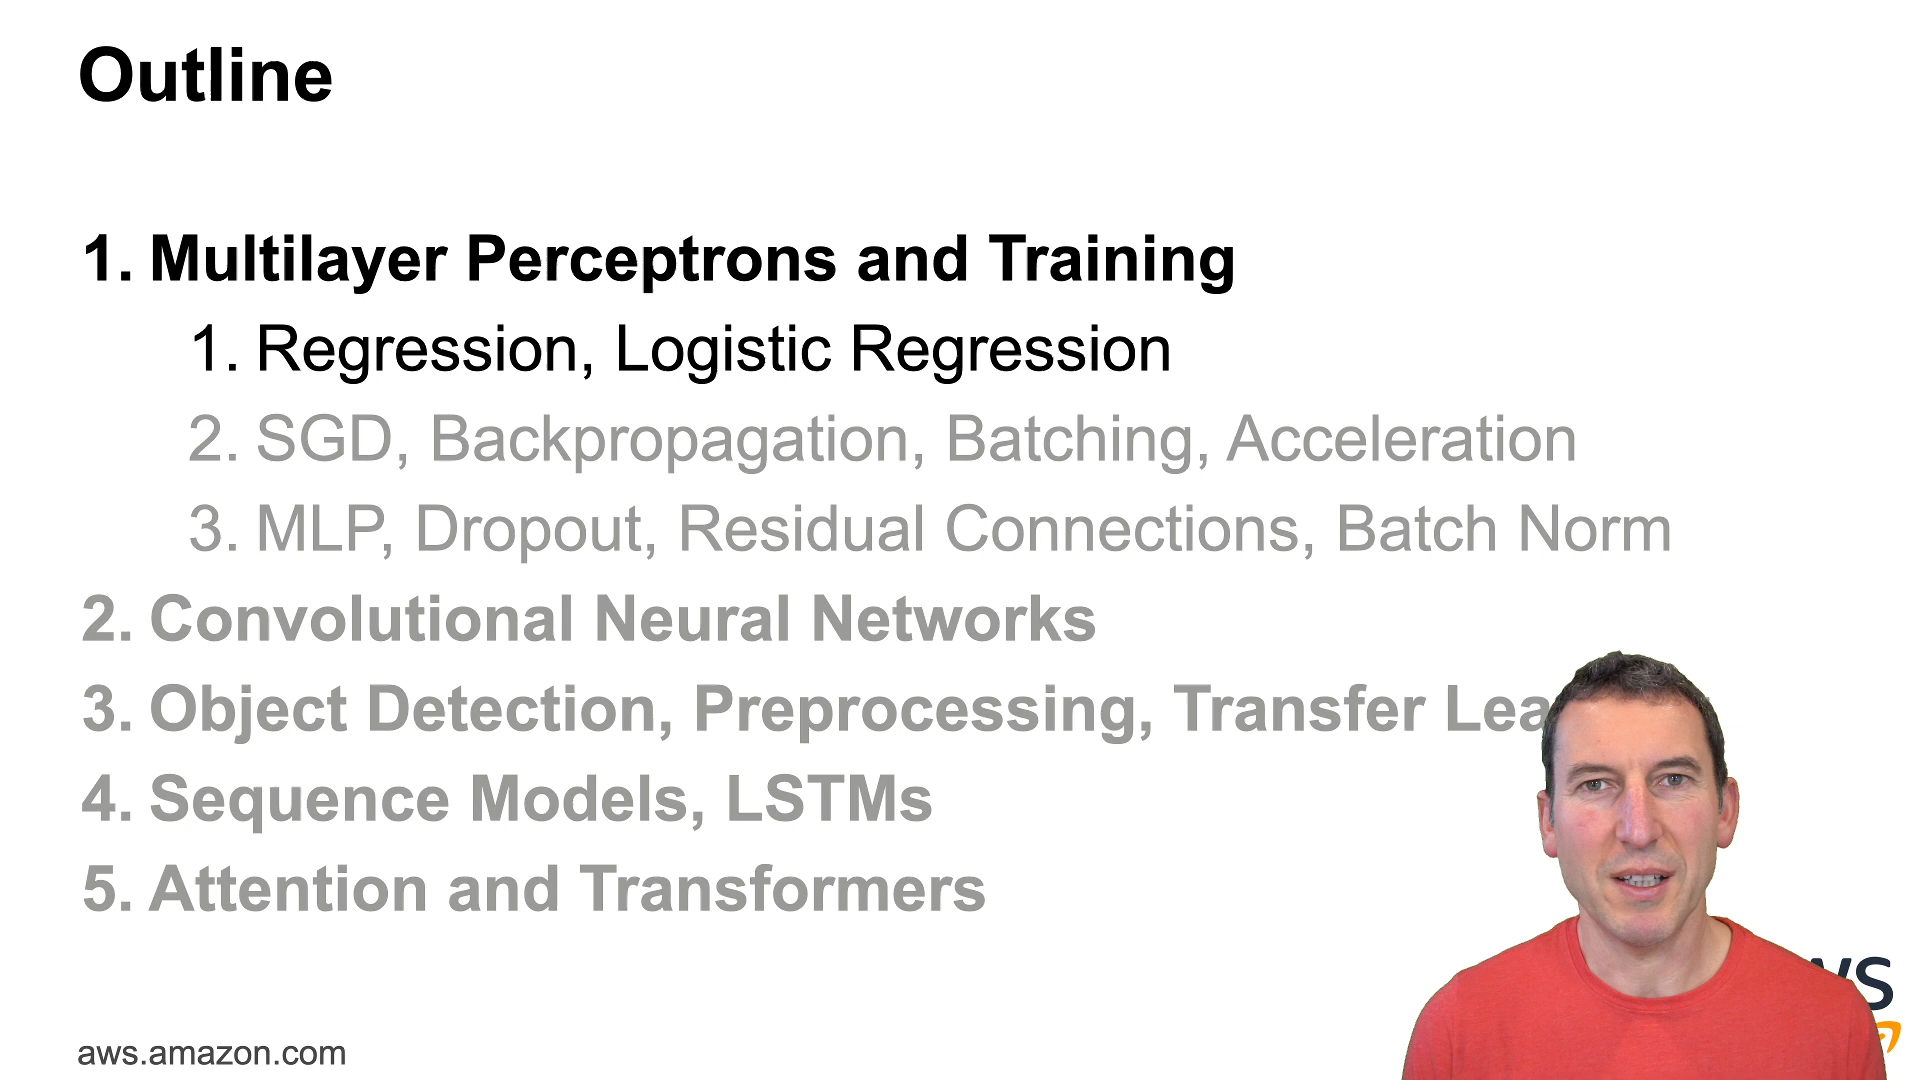 Outline
1. Multilayer Perceptrons and Training
1. Regression, Logistic Regression
2. SGD, Backpropagation, Batching, Acceleration
3. MLP, Dropout, Residual Connections, Batch Norm
2. Convolutional Neural Networks
3. Object Detection, Preprocessing, Transfer
4. Sequence Models, LSTMs
5. Attention and Transformers
aws.amazon.com